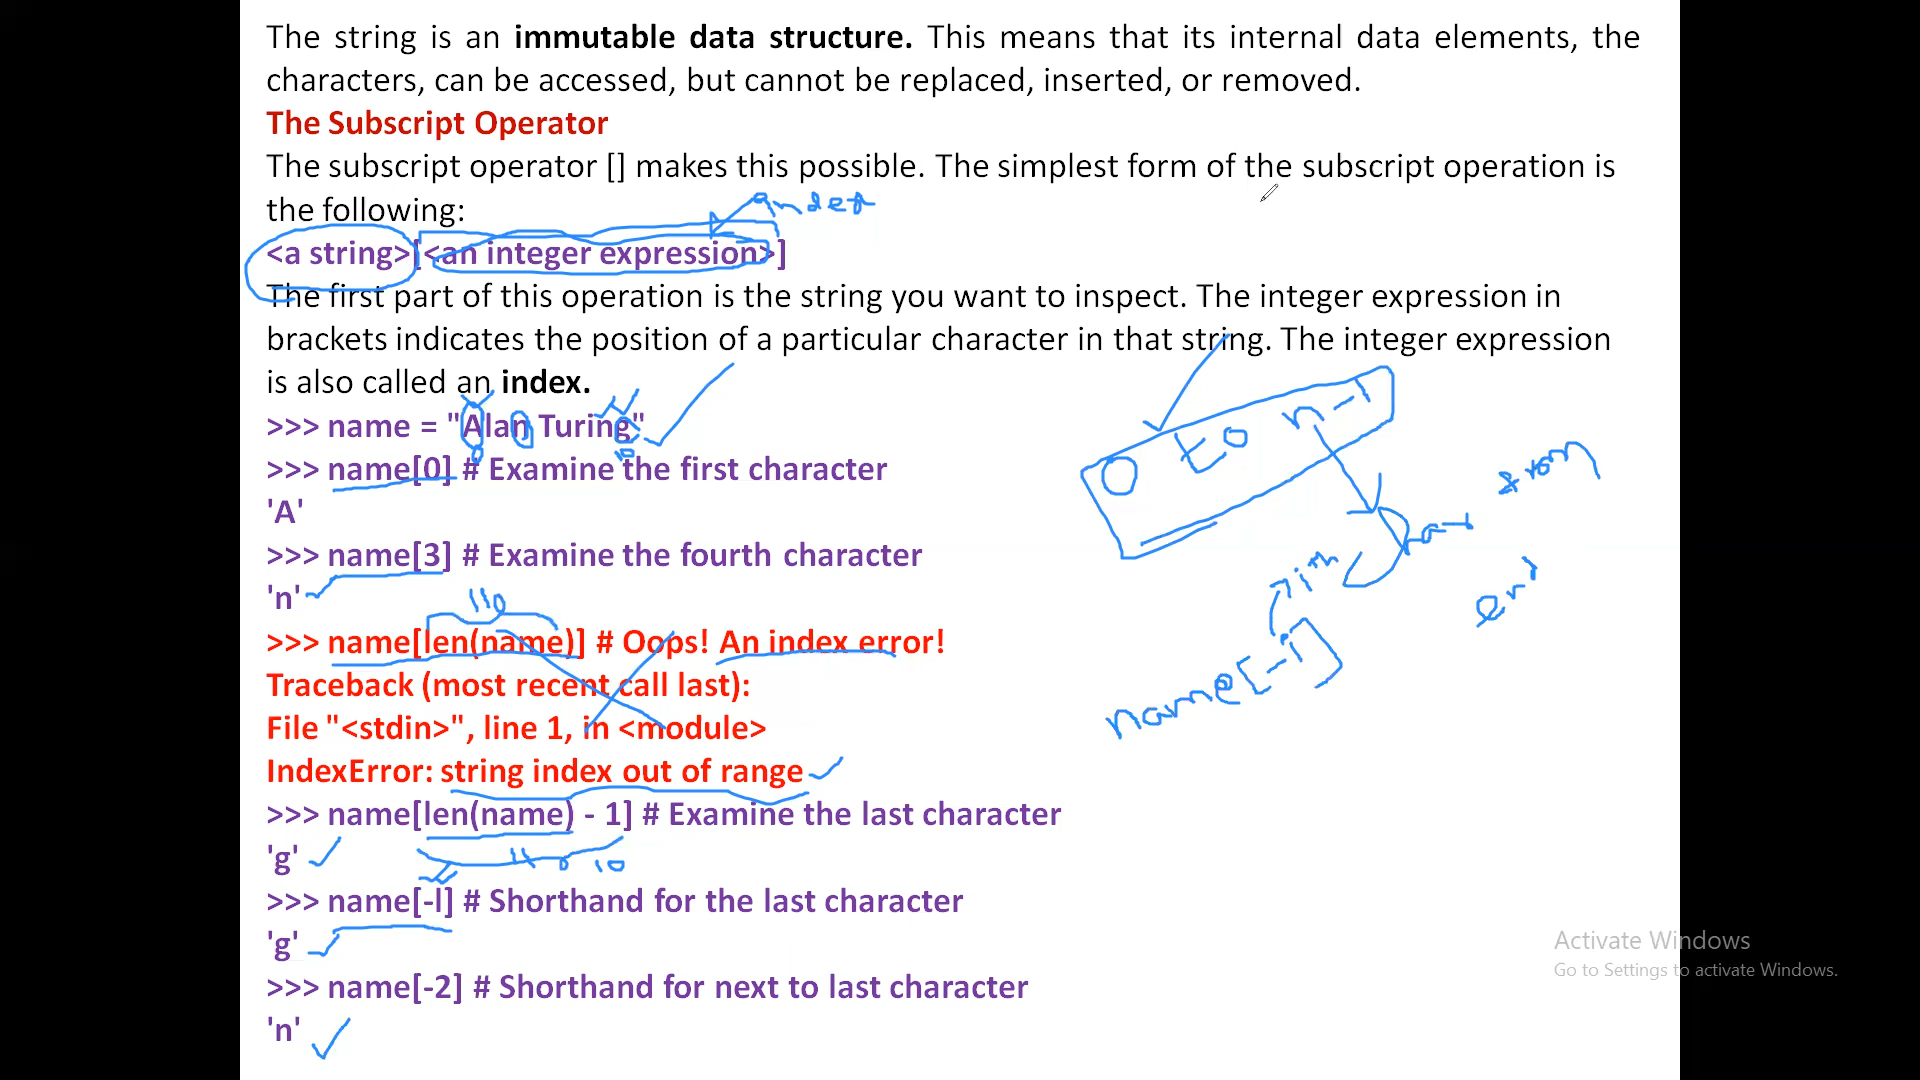 The string is an immutable data structure. This means that its internal data elements, the
characters, can be accessed, but cannot be replaced, inserted, or removed.
The Subscript Operator
The subscript operator [] makes this possible. The simplest form of the subscript operation is
the following:
<a string>[<an integer expression>]
The first part of this operation is the string you want to inspect. The integer expression in
brackets indicates the position of a particular character in that string. The integer expression
is also called an index.
>>> name = "Alan Turing"
0 10
>>> name[0] # Examine the first character
'A'
>>> name[3] # Examine the fourth character
'n'
>>> name[len(name)] # Oops! An index error!
Traceback (most recent call last):
File "<stdin>", line 1, in <module>
IndexError: string index out of range
>>> name[len(name) - 1] # Examine the last character
'g'
10
>>> name[-l] # Shorthand for the last character
'g'
>>> name[-2] # Shorthand for next to last character
'n'
0 to n-1
from
end
ith
name[-i]
Activate Windows
Go to Settings to activate Windows.